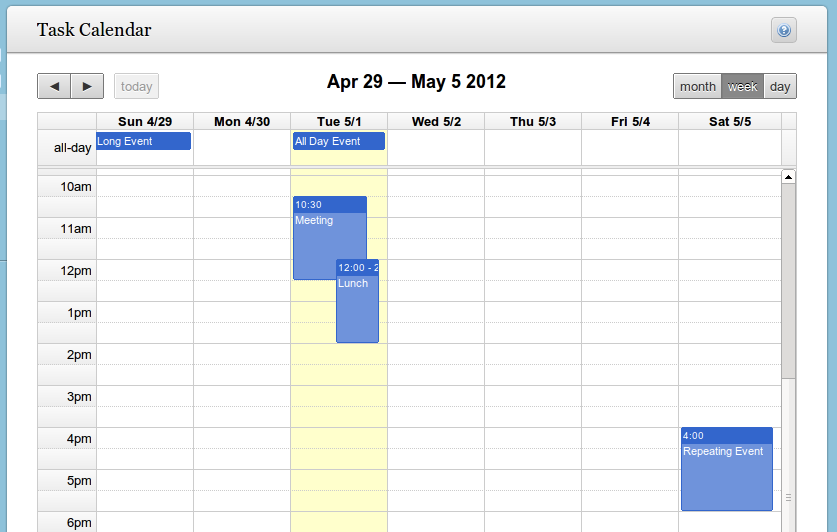 Task Calendar
today
Apr 29 — May 5 2012
month week day
Sun 4/29 Mon 4/30 Tue 5/1 Wed 5/2 Thu 5/3 Fri 5/4 Sat 5/5
all-day Long Event All Day Event
10am
10:30
Meeting
11am
12pm 12:00 - 2
Lunch
1pm
2pm
3pm
4pm 4:00
Repeating Event
5pm
6pm